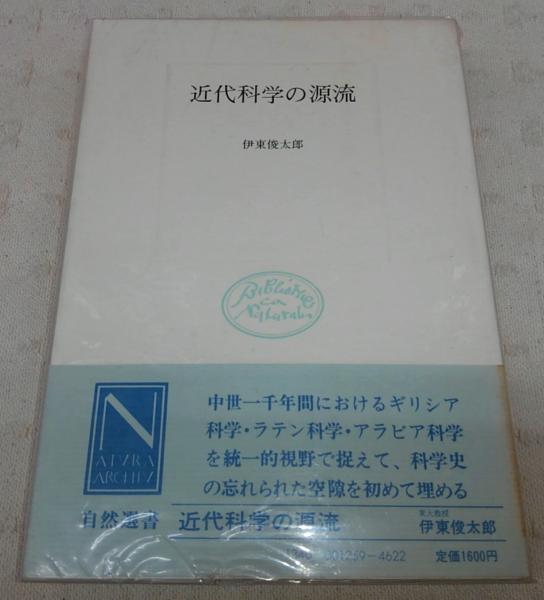 近代科学の源流
伊東俊太郎
N
NATVRA
ARCHIV
中世一千年間におけるギリシア
科学・ラテン科学・アラビア科学
を統一的視野で捉えて、科学史
の忘れられた空隙を初めて埋める
自然選書
近代科学の源流
東大教授
伊東俊太郎
001259-4622
定価1600円